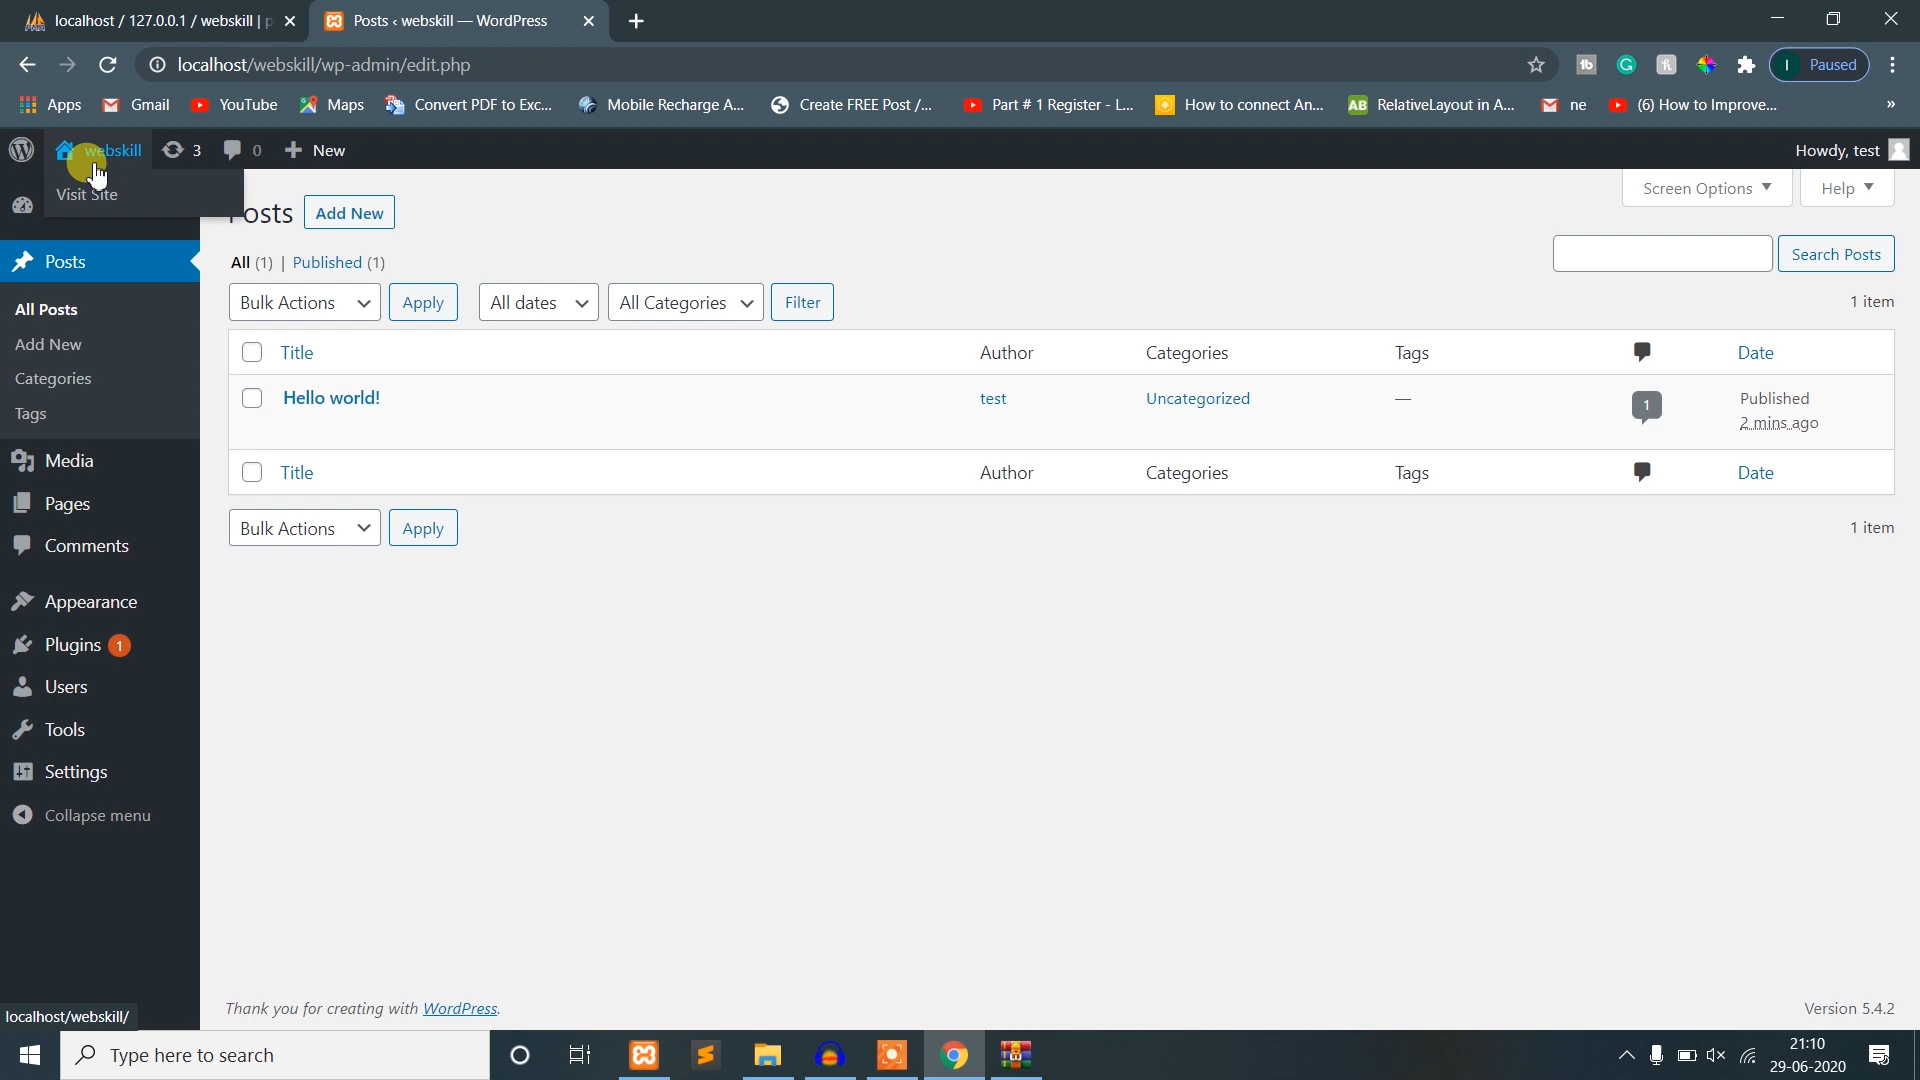 localhost / 127.0.0.1 / webskill | p
Posts ‹ webskill — WordPress
localhost/webskill/wp-admin/edit.php
Paused
Apps
Gmail
YouTube
Maps
Convert PDF to Exc...
Mobile Recharge A...
Create FREE Post /...
Part # 1 Register - L...
How to connect An...
RelativeLayout in A...
ne
(6) How to Improve...
»
webskill
3
0
New
Howdy, test
Visit Site
Posts
Add New
Screen Options
Help
Posts
All (1) | Published (1)
Search Posts
Bulk Actions
Apply
All dates
All Categories
Filter
1 item
All Posts
Add New
Categories
Tags
Media
Pages
Comments
Appearance
Plugins 1
Users
Tools
Settings
Collapse menu
Title
Author
Categories
Tags
Date
Hello world!
test
Uncategorized
—
1
Published
2 mins ago
Title
Author
Categories
Tags
Date
Bulk Actions
Apply
1 item
Thank you for creating with WordPress.
Version 5.4.2
localhost/webskill/
Type here to search
21:10
29-06-2020